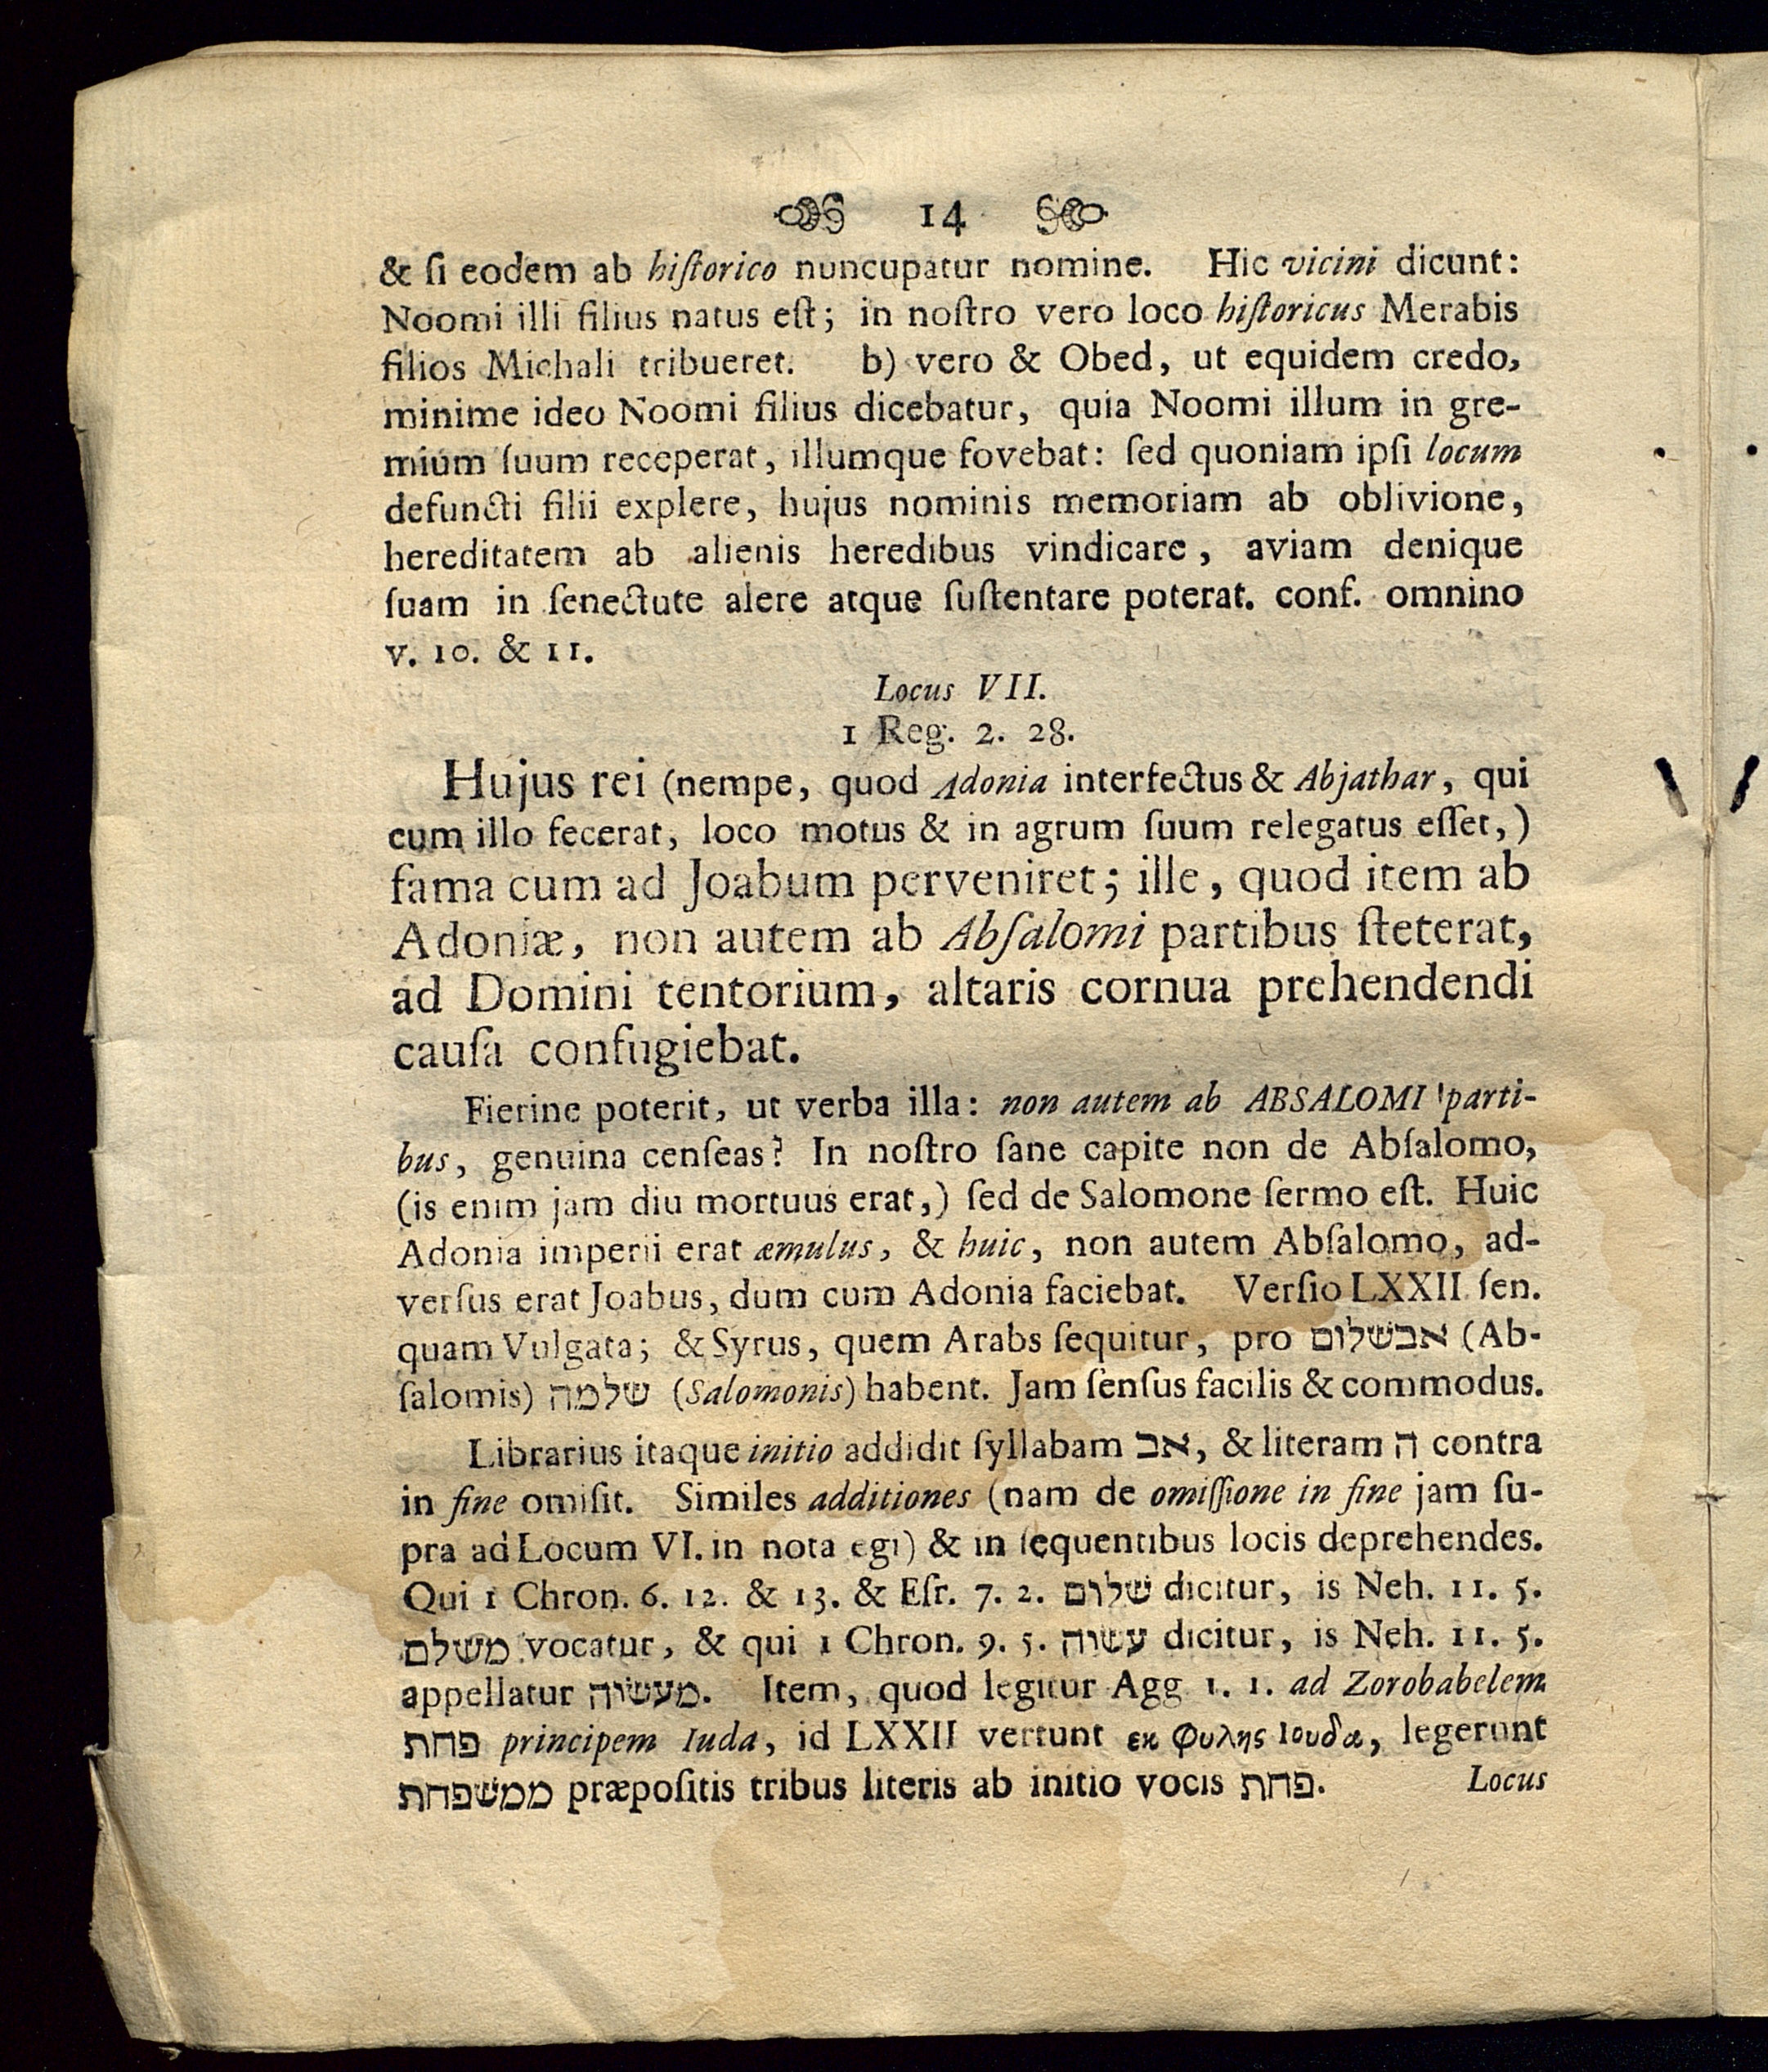 14
& ſi eodem ab hiſtorico nuncupatur nomine. Hic vicini dicunt:
Noomi illi filius natus eſt; in noſtro vero loco hiſtoricus Merabis
filios Michali tribueret. b) vero & Obed, ut equidem credo,
minime ideo Noomi filius dicebatur, quia Noomi illum in gre-
mium ſuum receperat, illumque fovebat: ſed quoniam ipſi locum
defuncti filii explere, hujus nominis memoriam ab oblivione,
hereditatem ab alienis heredibus vindicare, aviam denique
ſuam in ſenectute alere atque ſuſtentare poterat. conf. omnino
v. 10. & 11.
Locus VII.
1 Reg. 2. 28.
Hujus rei (nempe, quod Adonia interfectus & Abjathar, qui
cum illo fecerat, loco motus & in agrum ſuum relegatus eſſet,)
fama cum ad Joabum perveniret; ille, quod item ab
Adoniæ, non autem ab Abſalomi partibus ſteterat,
ad Domini tentorium, altaris cornua prehendendi
cauſa confugiebat.
Fierine poterit, ut verba illa: non autem ab ABSALOMI parti-
bus, genuina cenſeas? In noſtro ſane capite non de Abſalomo,
(is enim jam diu mortuus erat,) ſed de Salomone ſermo eſt. Huic
Adonia imperii erat æmulus, & huic, non autem Abſalomo, ad-
verſus erat Joabus, dum cum Adonia faciebat. Verſio LXXII ſen.
quam Vulgata; & Syrus, quem Arabs ſequitur, pro אבשלום (Ab-
ſalomis) שלמה (Salomonis) habent. Jam ſenſus facilis & commodus.
Librarius itaque initio addidit ſyllabam אב, & literam ה contra
in fine omiſit. Similes additiones (nam de omiſſione in fine jam ſu-
pra ad Locum VI. in nota egi) & in ſequentibus locis deprehendes.
Qui 1 Chron. 6. 12. & 13. & Eſr. 7. 2. שלום dicitur, is Neh. 11. 5.
משלם vocatur, & qui 1 Chron. 9. 5. עשיה dicitur, is Neh. 11. 5.
appellatur מעשיה. Item, quod legitur Agg 1. 1. ad Zorobabelem
פחת principem Iuda, id LXXII vertunt εκ Φυλης Ιουδα, legerunt
ממשפחת præpoſitis tribus literis ab initio vocis פחת. Locus